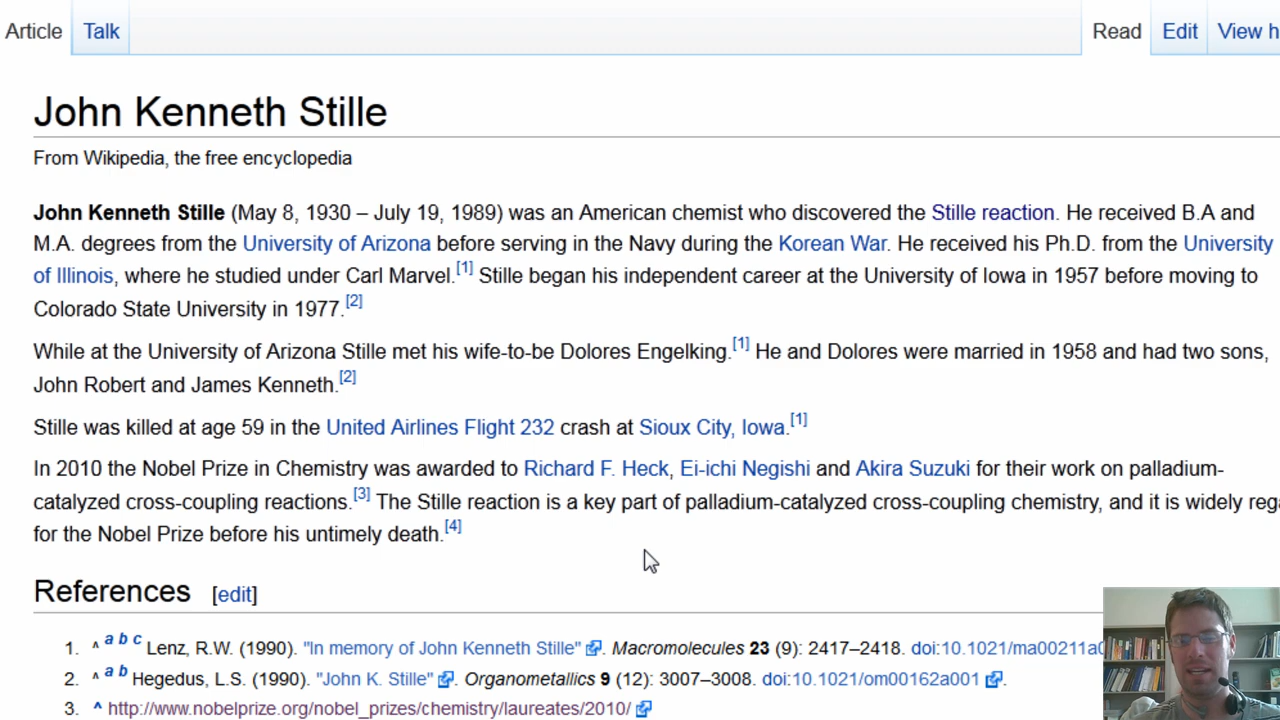 Article Talk Read Edit View h
John Kenneth Stille
From Wikipedia, the free encyclopedia
John Kenneth Stille (May 8, 1930 – July 19, 1989) was an American chemist who discovered the Stille reaction. He received B.A and
M.A. degrees from the University of Arizona before serving in the Navy during the Korean War. He received his Ph.D. from the University
of Illinois, where he studied under Carl Marvel.[1] Stille began his independent career at the University of Iowa in 1957 before moving to
Colorado State University in 1977.[2]
While at the University of Arizona Stille met his wife-to-be Dolores Engelking.[1] He and Dolores were married in 1958 and had two sons,
John Robert and James Kenneth.[2]
Stille was killed at age 59 in the United Airlines Flight 232 crash at Sioux City, Iowa.[1]
In 2010 the Nobel Prize in Chemistry was awarded to Richard F. Heck, Ei-ichi Negishi and Akira Suzuki for their work on palladium-
catalyzed cross-coupling reactions.[3] The Stille reaction is a key part of palladium-catalyzed cross-coupling chemistry, and it is widely rega
for the Nobel Prize before his untimely death.[4]
References [edit]
1. ^ a b c Lenz, R.W. (1990). "In memory of John Kenneth Stille" . Macromolecules 23 (9): 2417–2418. doi:10.1021/ma00211a0
2. ^ a b Hegedus, L.S. (1990). "John K. Stille" . Organometallics 9 (12): 3007–3008. doi:10.1021/om00162a001 .
3. ^ http://www.nobelprize.org/nobel_prizes/chemistry/laureates/2010/